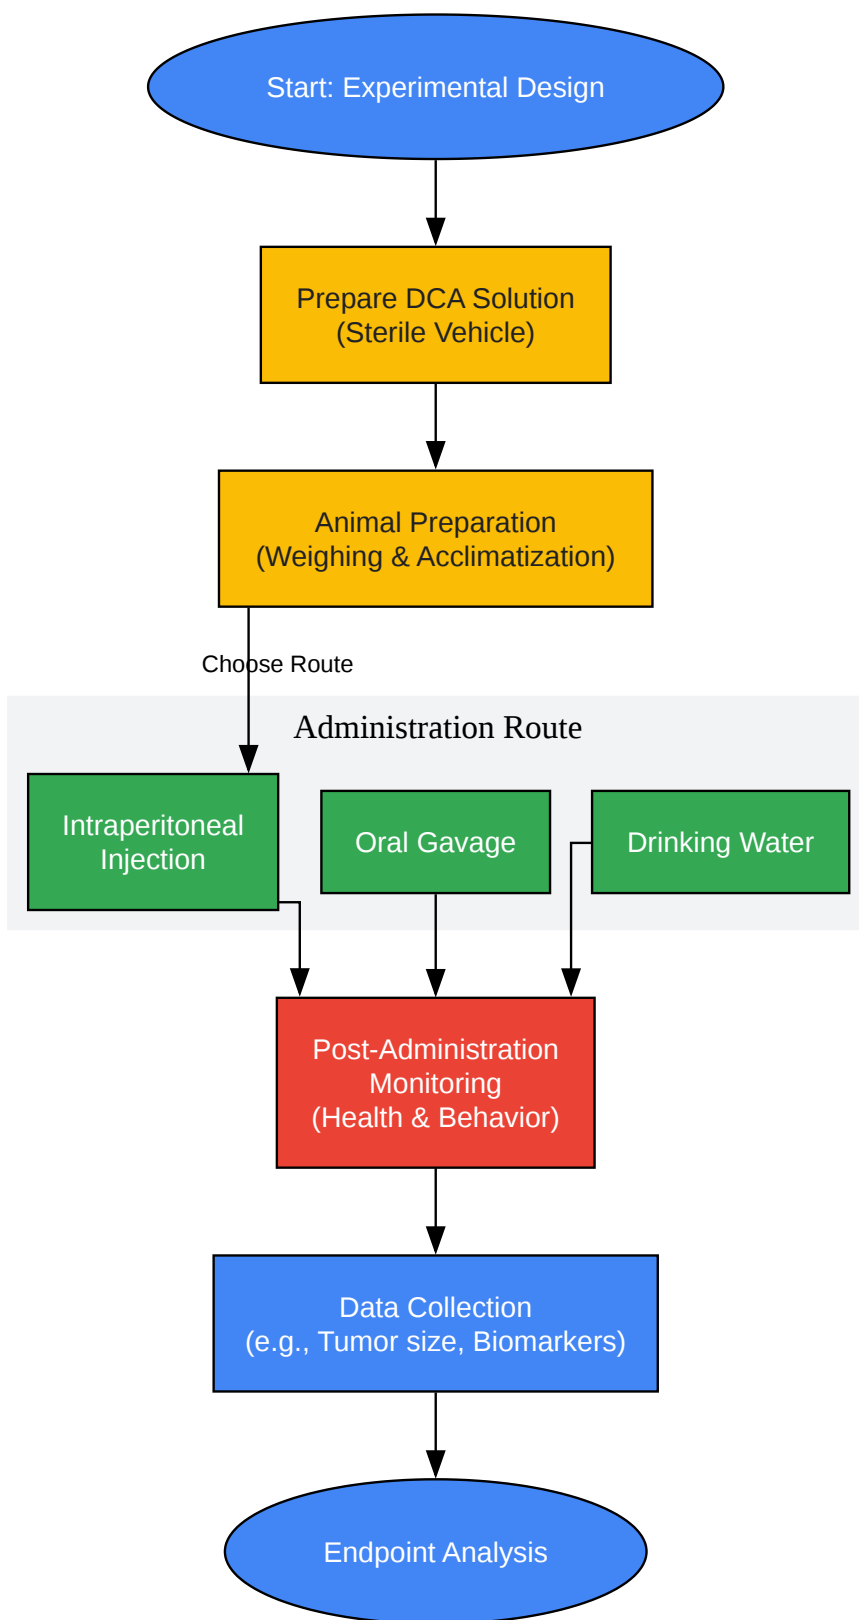 Start: Experimental Design
Prepare DCA Solution
(Sterile Vehicle)
Animal Preparation
(Weighing & Acclimatization)
Choose Route
Administration Route
Intraperitoneal
Injection
Oral Gavage
Drinking Water
Post-Administration
Monitoring
(Health & Behavior)
Data Collection
(e.g., Tumor size, Biomarkers)
Endpoint Analysis